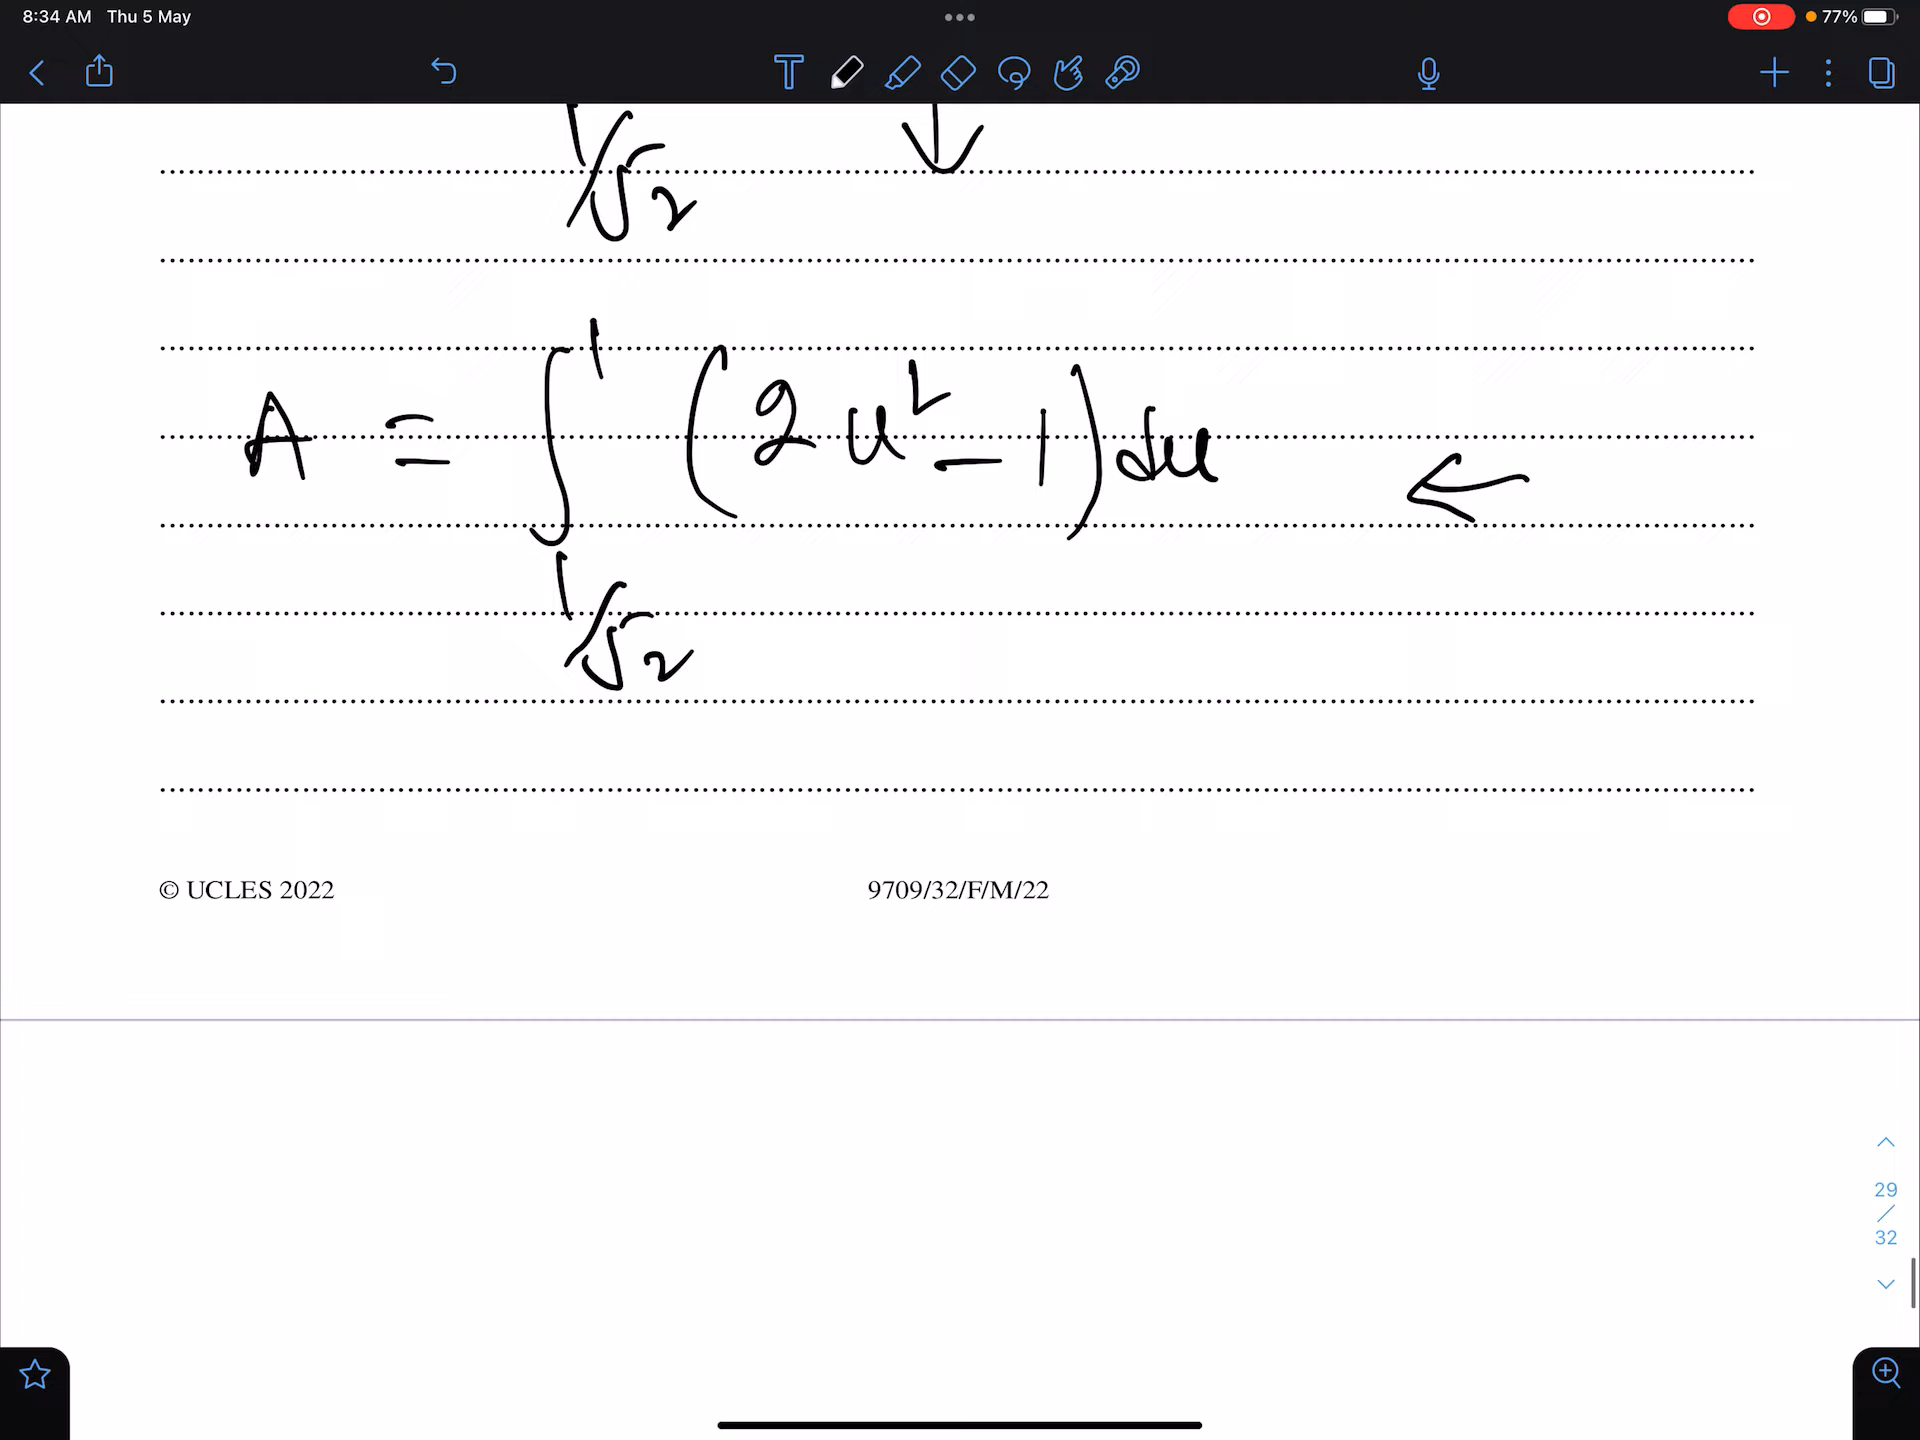 8:34 AM Thu 5 May
77%
1/√2
A = ∫ 1 (2u² - 1) du
1/√2
© UCLES 2022 9709/32/F/M/22
29
/
32